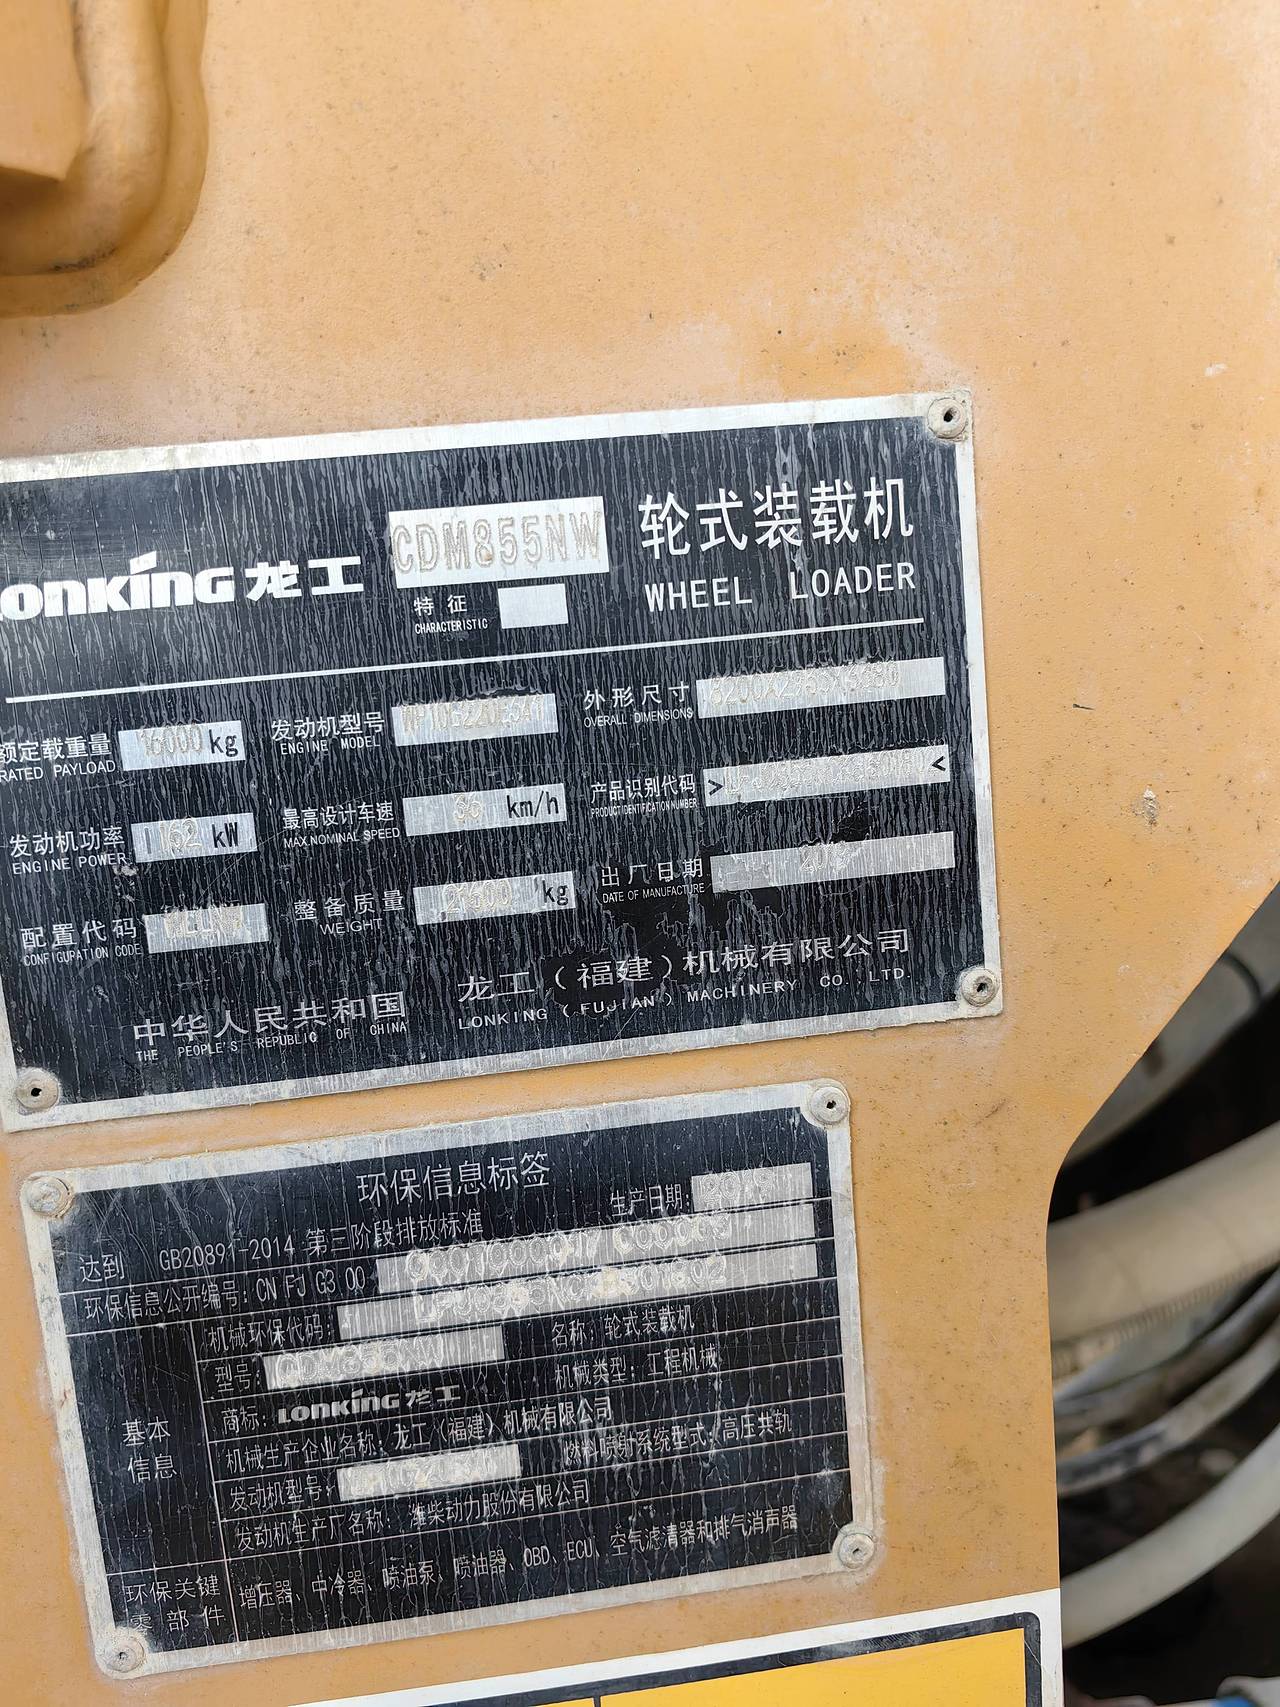 LONKING 龙工 CDM855NW 轮式装载机
特征
CHARACTERISTIC
WHEEL LOADER
额定载重量 16000 kg
RATED PAYLOAD
发动机型号
ENGINE MODEL
外形尺寸
OVERALL DIMENSIONS
发动机功率 162 kW
ENGINE POWER
最高设计车速 36 km/h
MAX NOMINAL SPEED
产品识别代码 > <
PRODUCT IDENTIFICATION NUMBER
配置代码
CONFIGUPATION CODE
整备质量 21600 kg
WEIGHT
出厂日期
DATE OF MANUFACTURE
中华人民共和国
THE PEOPLE'S REPUBLIC OF CHINA
龙工（福建）机械有限公司
LONKING (FUJIAN) MACHINERY CO.,LTD.
环保信息标签
达到 GB20891-2014 第三阶段排放标准 生产日期:
环保信息公开编号: CN FJ G3 00
基本信息
机械环保代码:
型号: CDM855NW 名称: 轮式装载机
商标: LONKING 龙工 机械类型: 工程机械
机械生产企业名称: 龙工（福建）机械有限公司
发动机型号: 燃料喷射系统型式: 高压共轨
发动机生产厂名称: 潍柴动力股份有限公司
环保关键零部件 增压器、中冷器、喷油泵、喷油器、OBD、ECU、空气滤清器和排气消声器